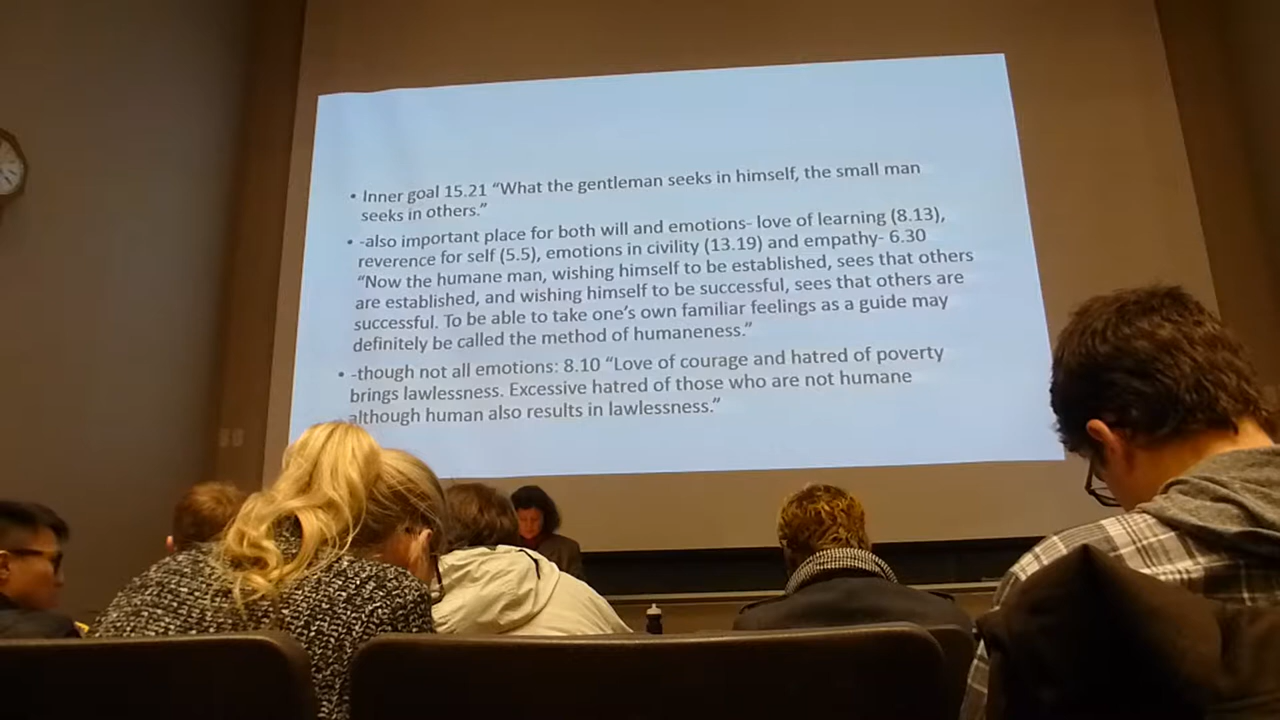 • Inner goal 15.21 “What the gentleman seeks in himself, the small man
seeks in others.”
• -also important place for both will and emotions- love of learning (8.13),
reverence for self (5.5), emotions in civility (13.19) and empathy- 6.30
“Now the humane man, wishing himself to be established, sees that others
are established, and wishing himself to be successful, sees that others are
successful. To be able to take one’s own familiar feelings as a guide may
definitely be called the method of humaneness.”
• -though not all emotions: 8.10 “Love of courage and hatred of poverty
brings lawlessness. Excessive hatred of those who are not humane
although human also results in lawlessness.”